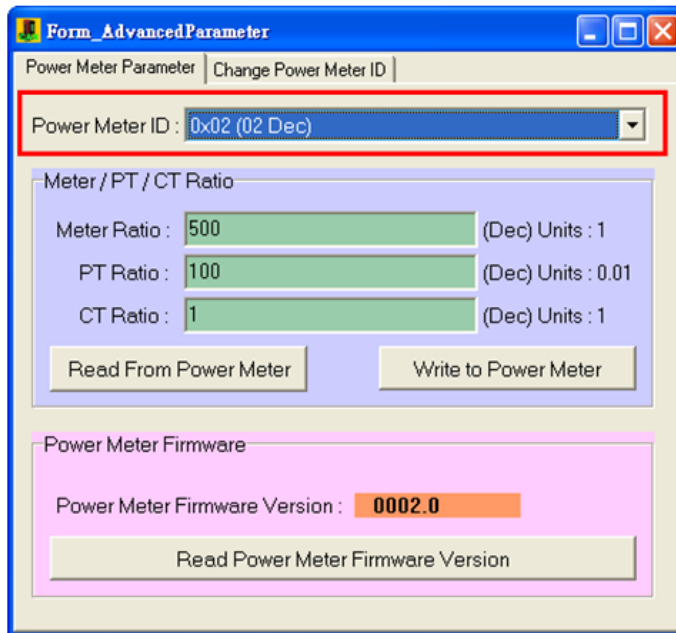 Form_AdvancedParameter
Power Meter Parameter Change Power Meter ID
Power Meter ID : 0x02 (02 Dec)
Meter / PT / CT Ratio
Meter Ratio : 500 (Dec) Units : 1
PT Ratio : 100 (Dec) Units : 0.01
CT Ratio : 1 (Dec) Units : 1
Read From Power Meter Write to Power Meter
Power Meter Firmware
Power Meter Firmware Version : 0002.0
Read Power Meter Firmware Version